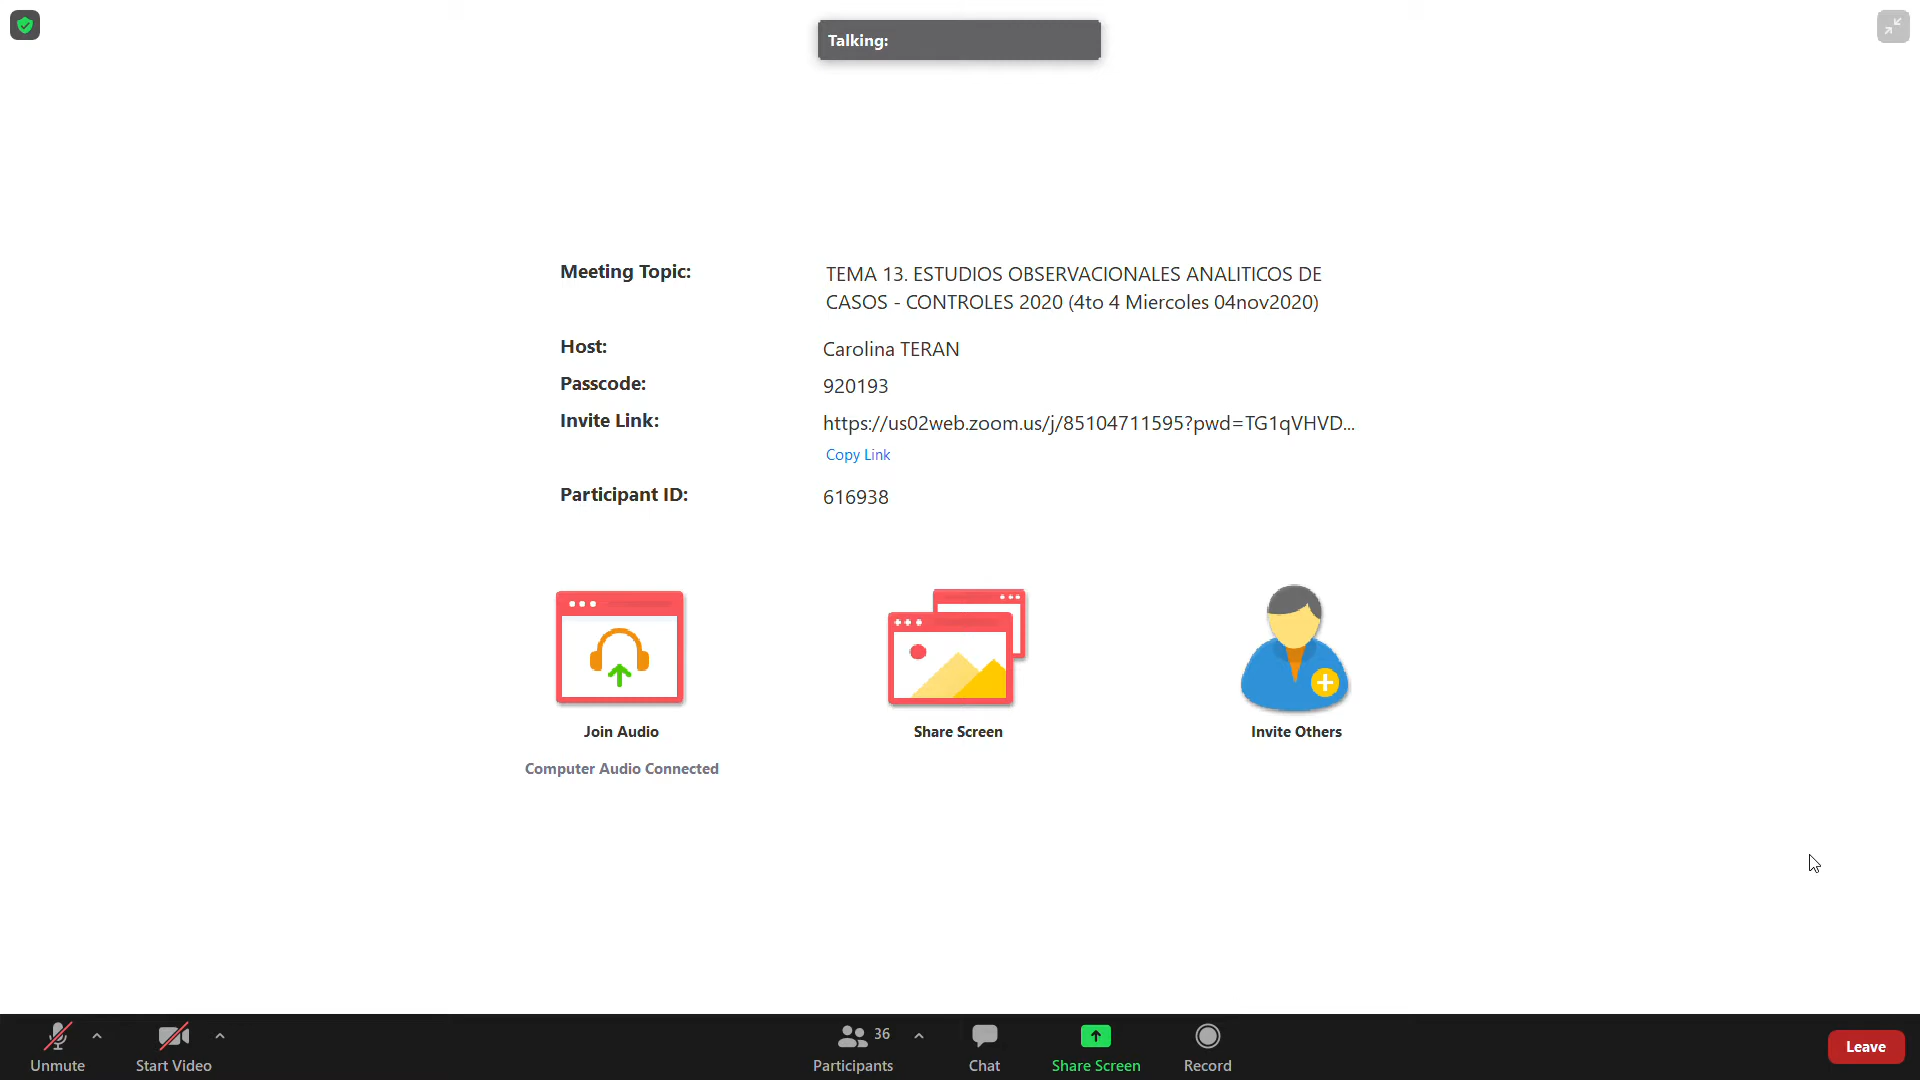 Talking:
Meeting Topic:
TEMA 13. ESTUDIOS OBSERVACIONALES ANALITICOS DE
CASOS - CONTROLES 2020 (4to 4 Miercoles 04nov2020)
Host:
Carolina TERAN
Passcode:
920193
Invite Link:
https://us02web.zoom.us/j/85104711595?pwd=TG1qVHVD...
Copy Link
Participant ID:
616938
Join Audio
Share Screen
Invite Others
Computer Audio Connected
Unmute
Start Video
36
Participants
Chat
Share Screen
Record
Leave